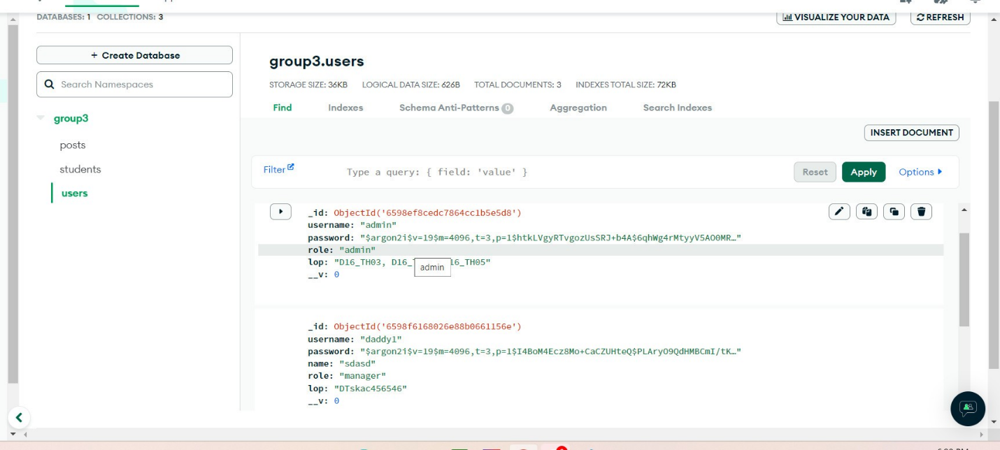 DATABASES: 1 COLLECTIONS: 3
VISUALIZE YOUR DATA
REFRESH
+ Create Database
Search Namespaces
group3
posts
students
users
group3.users
STORAGE SIZE: 36KB LOGICAL DATA SIZE: 626B TOTAL DOCUMENTS: 3 INDEXES TOTAL SIZE: 72KB
Find Indexes Schema Anti-Patterns 0 Aggregation Search Indexes
INSERT DOCUMENT
Filter Type a query: { field: 'value' } Reset Apply Options
_id: ObjectId('6598ef8cedc7864cc1b5e5d8')
username: "admin"
password: "$argon2i$v=19$m=4096,t=3,p=1$htkLVgyRTvgozUsSRJ+b4A$6qhWg4rMtyyV5AO0MR…"
role: "admin"
lop: "D16_TH03, D16_ 16_TH05"
admin
__v: 0
_id: ObjectId('6598f6168026e88b0661156e')
username: "daddy1"
password: "$argon2i$v=19$m=4096,t=3,p=1$I4BoM4Ecz8Mo+CaCZUHteQ$PLAryO9QdHMBCmI/tK…"
name: "sdasd"
role: "manager"
lop: "DTskac456546"
__v: 0